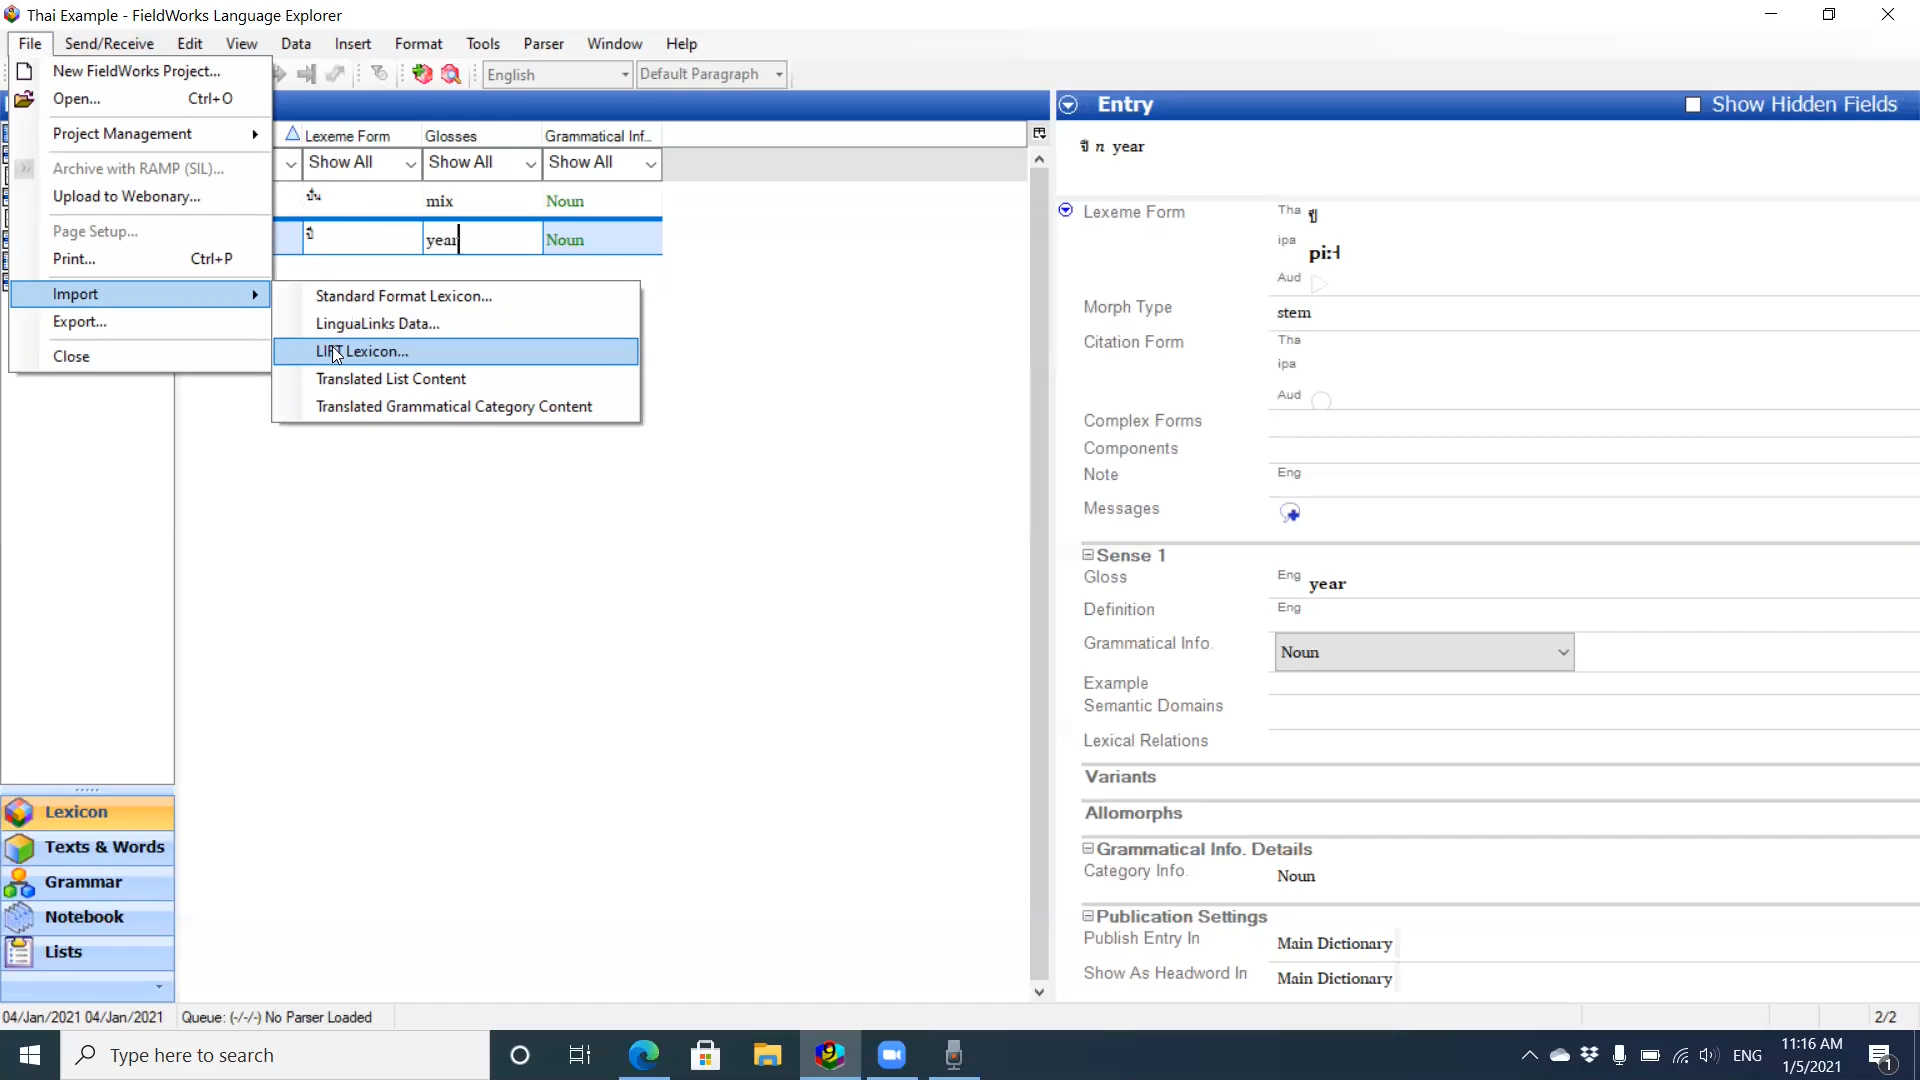 Thai Example - FieldWorks Language Explorer
File Send/Receive Edit View Data Insert Format Tools Parser Window Help
English Default Paragraph
New FieldWorks Project...
Open... Ctrl+O
Project Management
Archive with RAMP (SIL)...
Upload to Webonary...
Page Setup...
Print... Ctrl+P
Import
Export...
Close
Standard Format Lexicon...
LinguaLinks Data...
LIFT Lexicon...
Translated List Content
Translated Grammatical Category Content
Lexeme Form Glosses Grammatical Inf...
Show All Show All Show All
ปั่น mix Noun
ปี year Noun
Lexicon
Texts & Words
Grammar
Notebook
Lists
Entry Show Hidden Fields
ปี n year
Lexeme Form Tha ปี
ipa piː˧
Aud
Morph Type stem
Citation Form Tha
ipa
Aud
Complex Forms
Components
Note Eng
Messages
Sense 1
Gloss Eng year
Definition Eng
Grammatical Info. Noun
Example
Semantic Domains
Lexical Relations
Variants
Allomorphs
Grammatical Info. Details
Category Info. Noun
Publication Settings
Publish Entry In Main Dictionary
Show As Headword In Main Dictionary
04/Jan/2021 04/Jan/2021 Queue: (-/-/-) No Parser Loaded 2/2
Type here to search
ENG 11:16 AM
1/5/2021
1